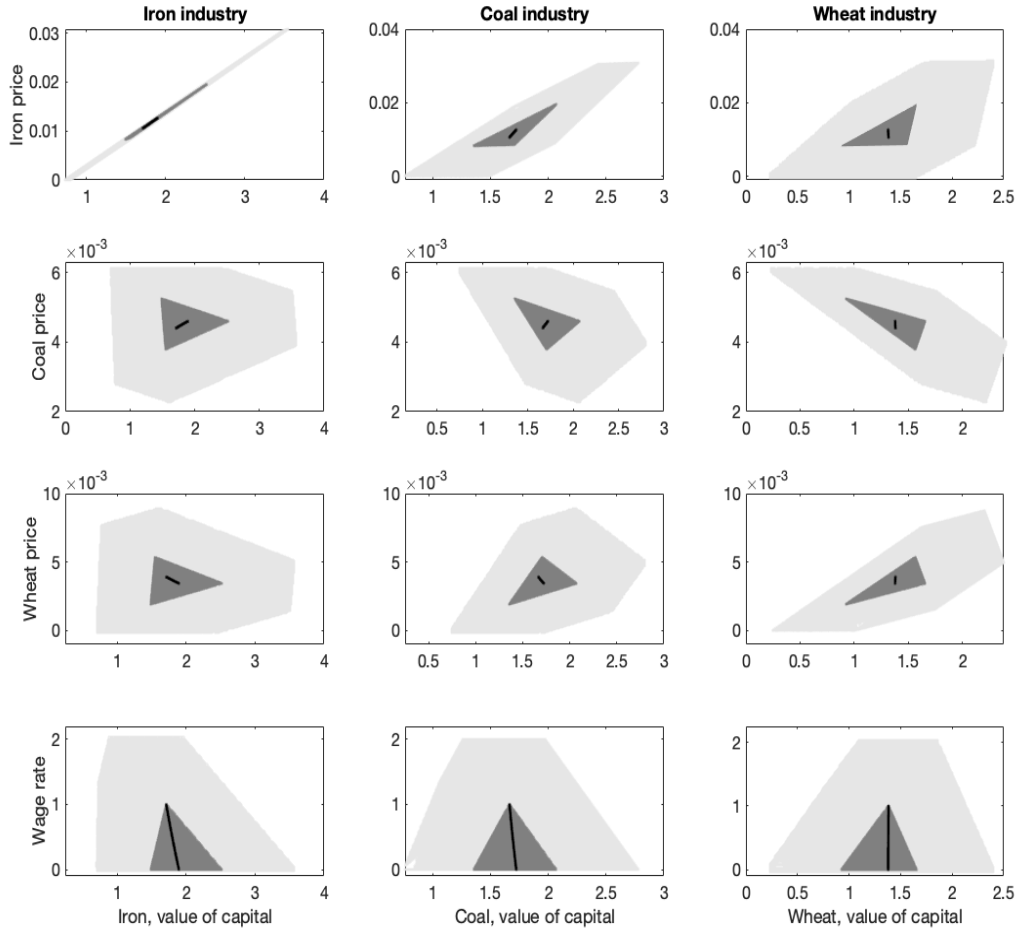 Iron industry
Coal industry
Wheat industry
Iron price
0.03
0.02
0.01
0
1 2 3 4
0.04
0.02
0
1 1.5 2 2.5 3
0.04
0.02
0
0 0.5 1 1.5 2 2.5
Coal price
×10-3
6
4
2
0 1 2 3 4
×10-3
6
4
2
0.5 1 1.5 2 2.5 3
×10-3
6
4
2
0 0.5 1 1.5 2
Wheat price
×10-3
10
5
0
1 2 3 4
×10-3
10
5
0
0.5 1 1.5 2 2.5 3
×10-3
10
5
0
0 0.5 1 1.5 2
Wage rate
2
1
0
1 2 3 4
Iron, value of capital
2
1
0
1 1.5 2 2.5 3
Coal, value of capital
2
1
0
0 0.5 1 1.5 2 2.5
Wheat, value of capital